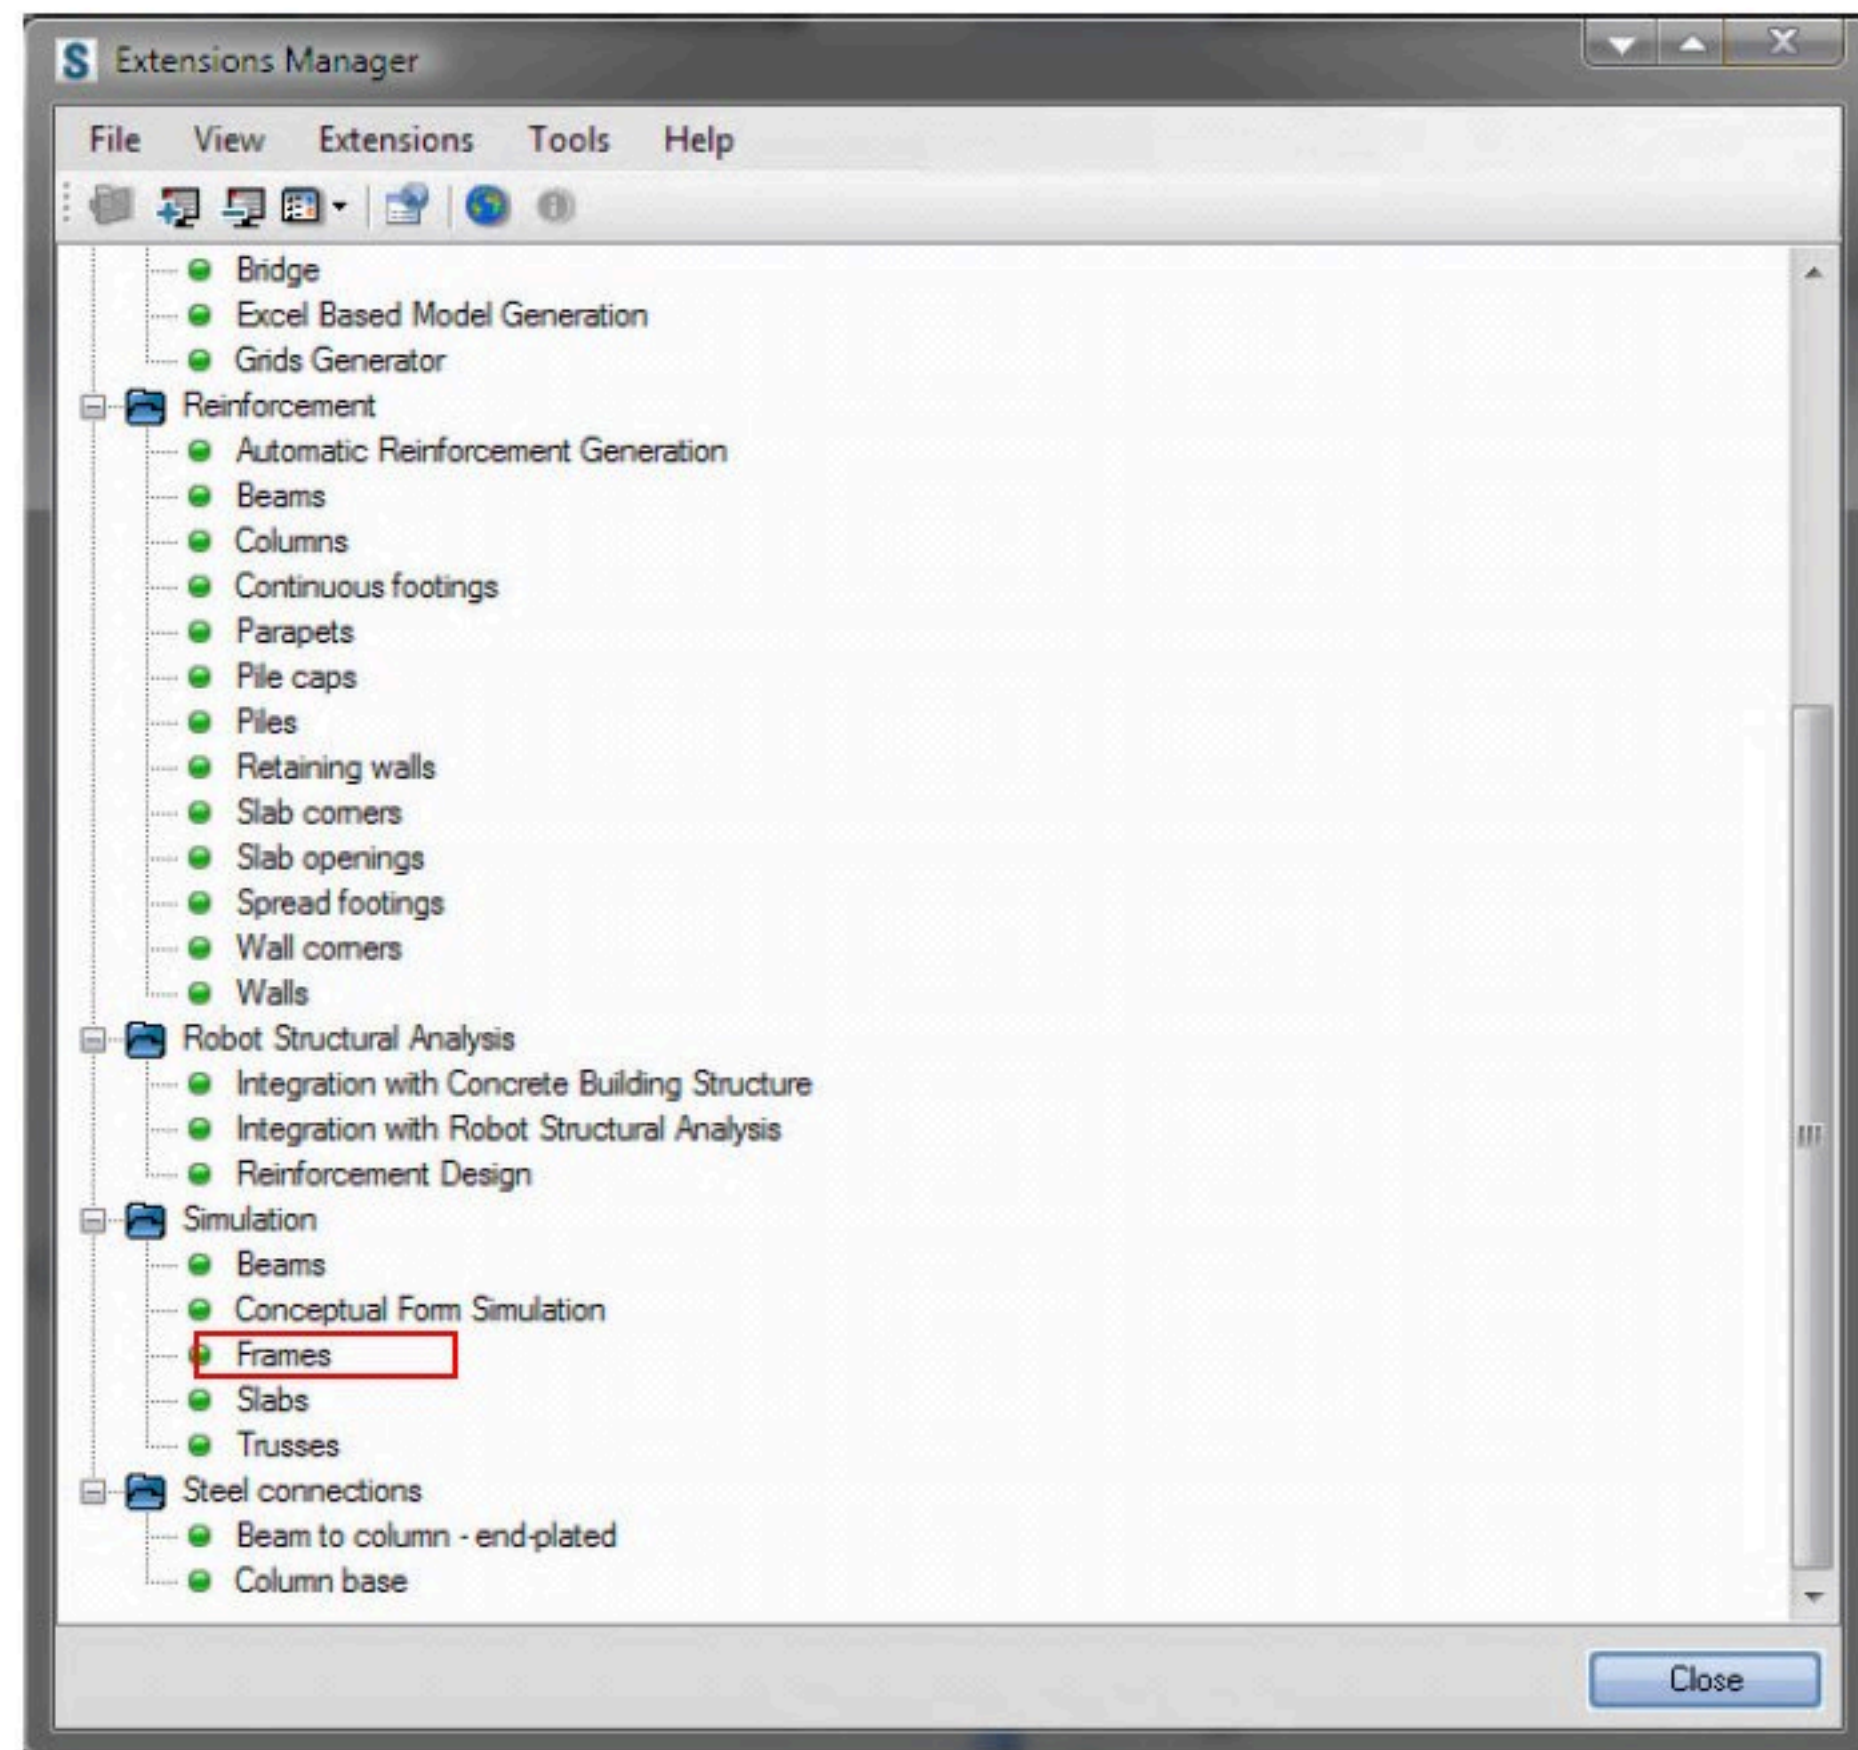 S Extensions Manager
File View Extensions Tools Help
Bridge
Excel Based Model Generation
Grids Generator
Reinforcement
Automatic Reinforcement Generation
Beams
Columns
Continuous footings
Parapets
Pile caps
Piles
Retaining walls
Slab corners
Slab openings
Spread footings
Wall corners
Walls
Robot Structural Analysis
Integration with Concrete Building Structure
Integration with Robot Structural Analysis
Reinforcement Design
Simulation
Beams
Conceptual Form Simulation
Frames
Slabs
Trusses
Steel connections
Beam to column - end-plated
Column base
Close